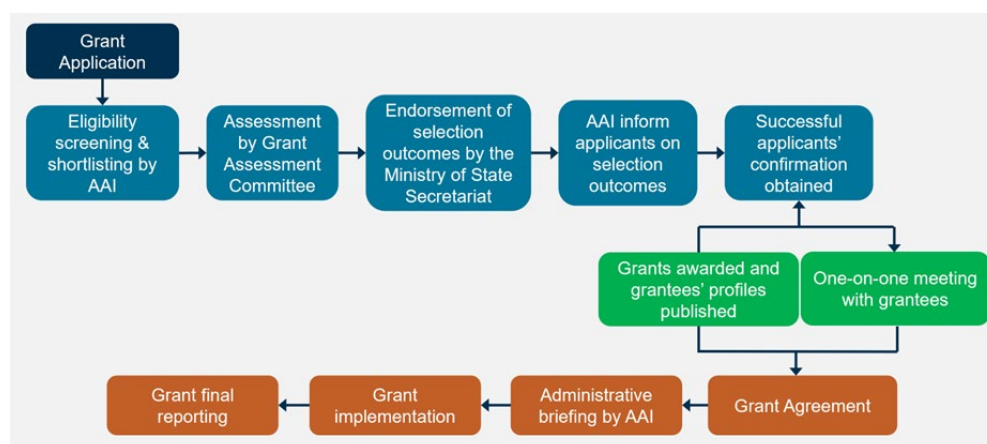 Grant
Application
Eligibility
screening &
shortlisting by
AAI
Assessment
by Grant
Assessment
Committee
Endorsement of
selection
outcomes by the
Ministry of State
Secretariat
AAI inform
applicants on
selection
outcomes
Successful
applicants'
confirmation
obtained
Grants awarded and
grantees' profiles
published
One-on-one meeting
with grantees
Grant final
reporting
Grant
implementation
Administrative
briefing by AAI
Grant Agreement